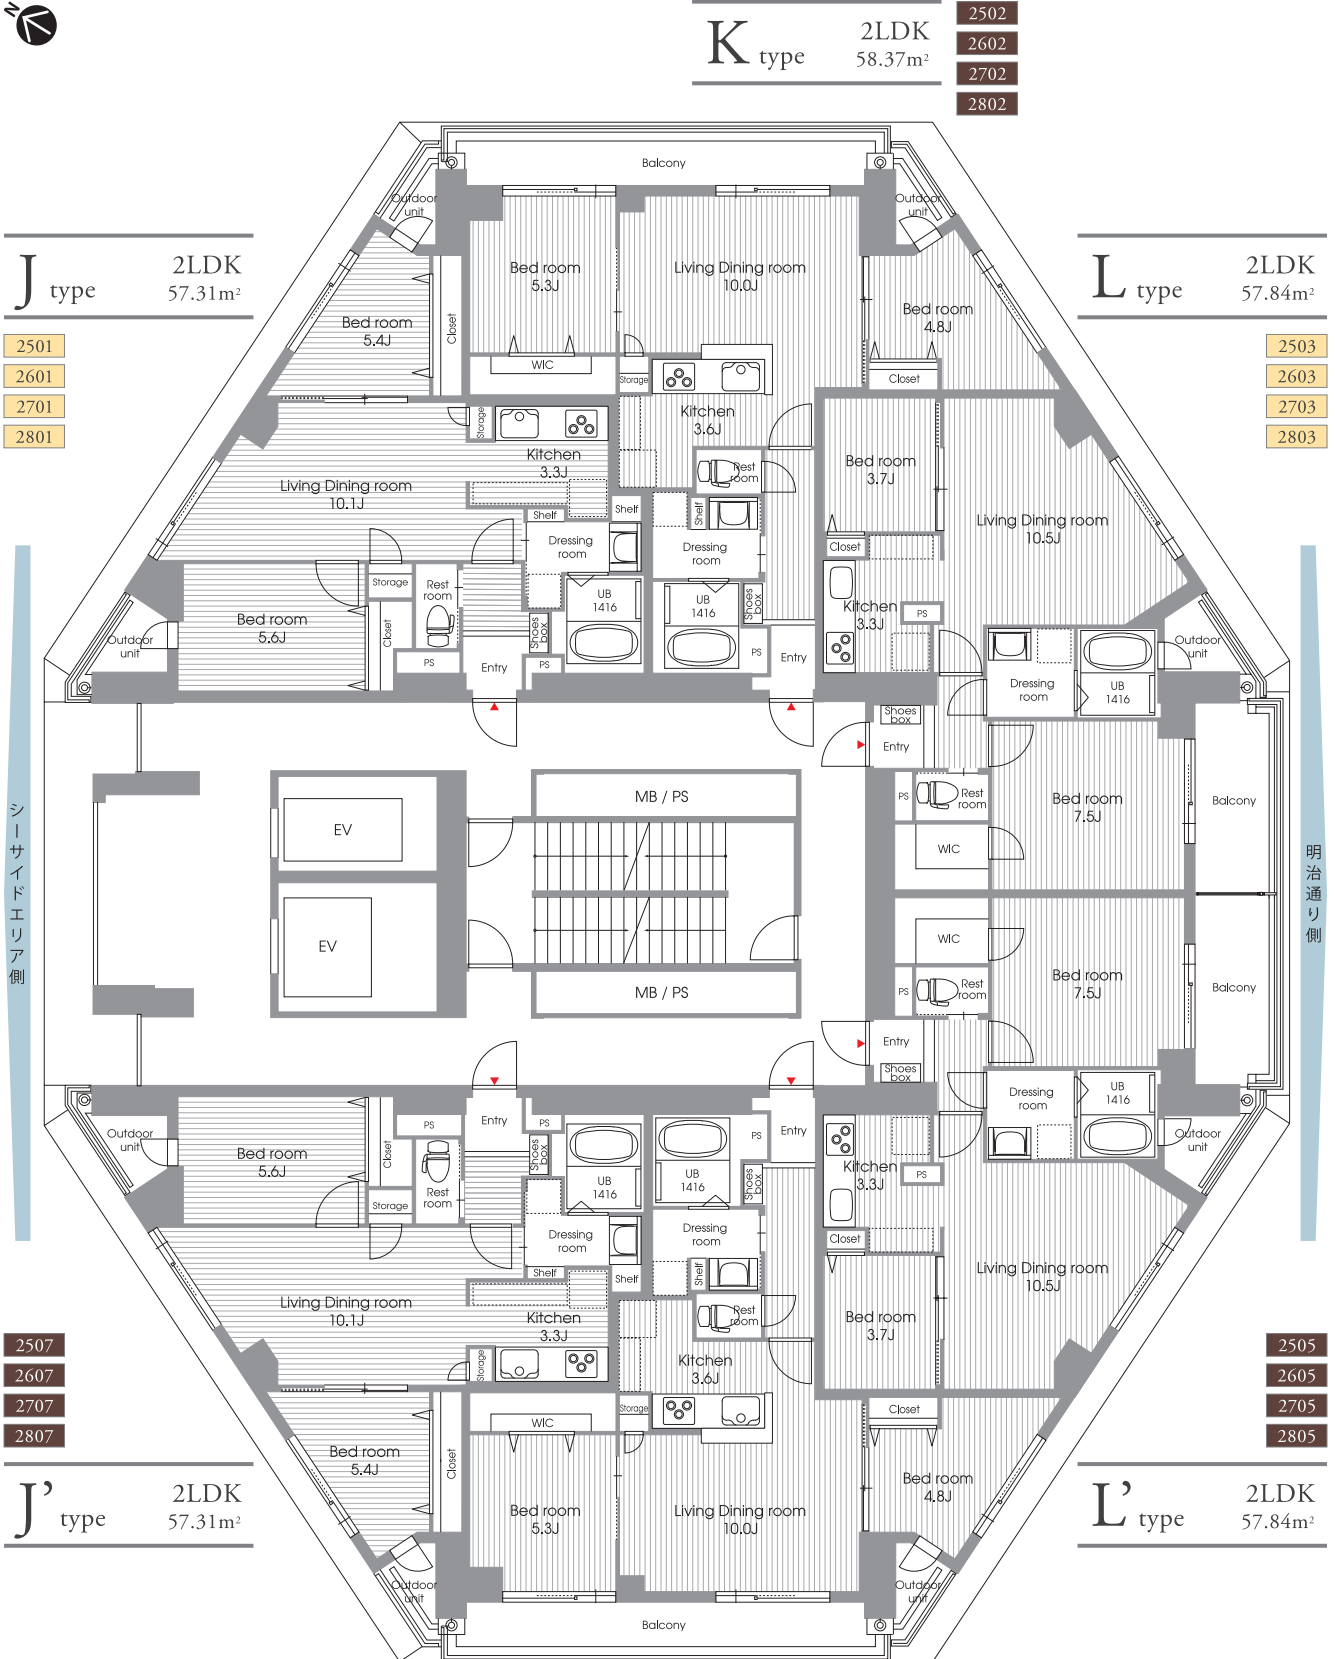 N
K type
2LDK
58.37m²
2502
2602
2702
2802
J type
2LDK
57.31m²
2501
2601
2701
2801
L type
2LDK
57.84m²
2503
2603
2703
2803
Balcony
Outdoor
unit
Outdoor
unit
Bed room
5.3J
Living Dining room
10.0J
Bed room
5.4J
Closet
Bed room
4.8J
WIC
Storage
Closet
Storage
Kitchen
3.6J
Kitchen
3.3J
Living Dining room
10.1J
Rest
room
Bed room
3.7J
Living Dining room
10.5J
Shelf
Shelf
Shelf
Dressing
room
Dressing
room
Closet
Storage
Rest
room
UB
1416
UB
1416
Shoes
box
Kitchen
3.3J
PS
Bed room
5.6J
Closet
Shoes
box
Outdoor
unit
PS
Entry
PS
PS
Entry
Dressing
room
UB
1416
Outdoor
unit
Shoes
box
Entry
MB / PS
PS
Rest
room
Bed room
7.5J
Balcony
EV
WIC
シーサイドエリア側
明治通り側
EV
WIC
MB / PS
PS
Rest
room
Bed room
7.5J
Balcony
Entry
Shoes
box
Dressing
room
UB
1416
Outdoor
unit
PS
Entry
PS
PS
Entry
Outdoor
unit
Bed room
5.6J
Closet
Shoes
box
Rest
room
Storage
UB
1416
UB
1416
Shoes
box
Kitchen
3.3J
PS
Dressing
room
Dressing
room
Closet
Shelf
Shelf
Shelf
Living Dining room
10.1J
Kitchen
3.3J
Rest
room
Bed room
3.7J
Living Dining room
10.5J
Storage
Kitchen
3.6J
WIC
Storage
Closet
Bed room
5.4J
Closet
Bed room
5.3J
Living Dining room
10.0J
Bed room
4.8J
Outdoor
unit
Outdoor
unit
Balcony
2507
2607
2707
2807
J’ type
2LDK
57.31m²
2505
2605
2705
2805
L’ type
2LDK
57.84m²